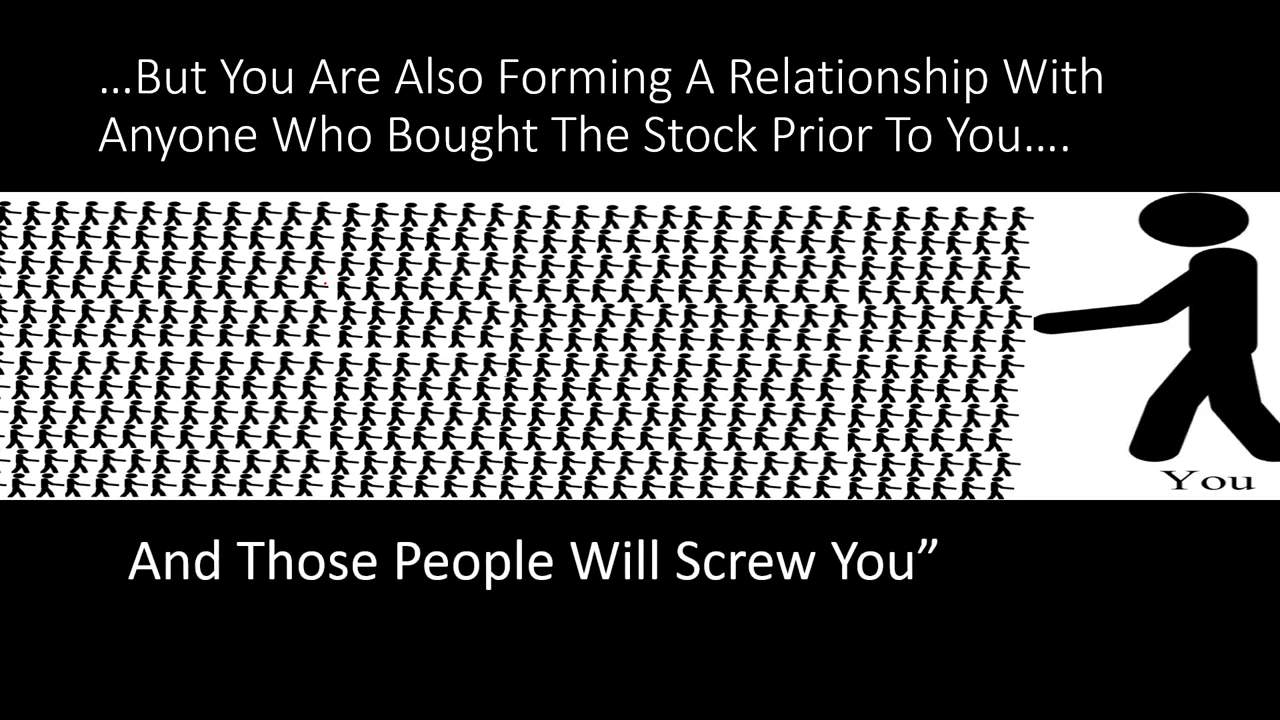 ...But You Are Also Forming A Relationship With
Anyone Who Bought The Stock Prior To You....
You
And Those People Will Screw You”